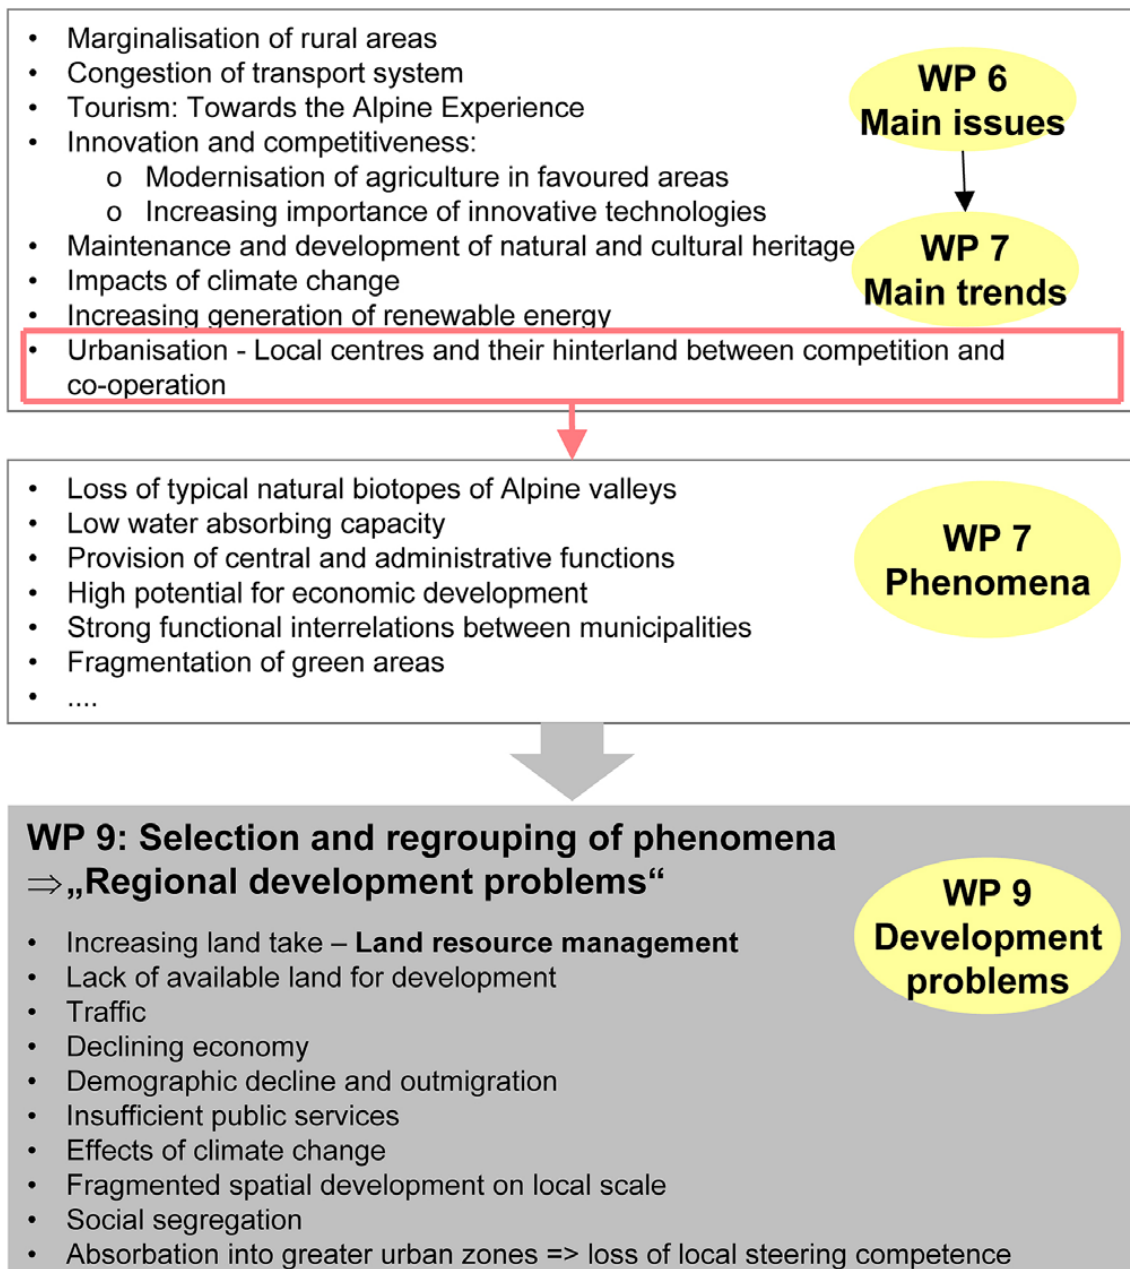 • Marginalisation of rural areas
• Congestion of transport system
• Tourism: Towards the Alpine Experience
• Innovation and competitiveness:
o Modernisation of agriculture in favoured areas
o Increasing importance of innovative technologies
• Maintenance and development of natural and cultural heritage
• Impacts of climate change
• Increasing generation of renewable energy
• Urbanisation - Local centres and their hinterland between competition and
co-operation
WP 6
Main issues
WP 7
Main trends
• Loss of typical natural biotopes of Alpine valleys
• Low water absorbing capacity
• Provision of central and administrative functions
• High potential for economic development
• Strong functional interrelations between municipalities
• Fragmentation of green areas
• ....
WP 7
Phenomena
WP 9: Selection and regrouping of phenomena
⇒„Regional development problems“
• Increasing land take – Land resource management
• Lack of available land for development
• Traffic
• Declining economy
• Demographic decline and outmigration
• Insufficient public services
• Effects of climate change
• Fragmented spatial development on local scale
• Social segregation
• Absorbation into greater urban zones => loss of local steering competence
WP 9
Development
problems